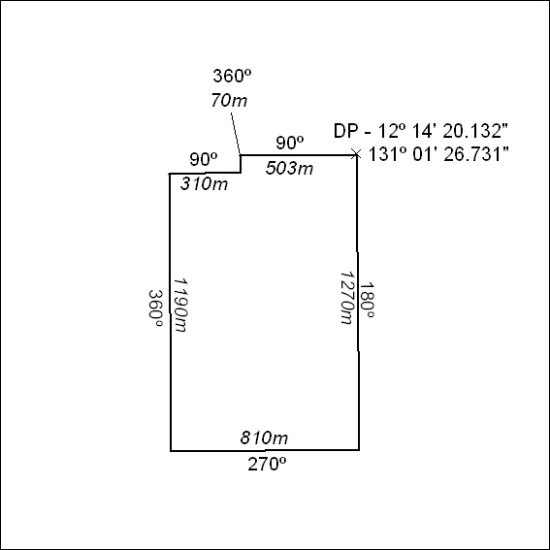 360º
70m
DP - 12º 14' 20.132"
131º 01' 26.731"
90º
503m
90º
310m
360º
1190m
1270m
180º
810m
270º